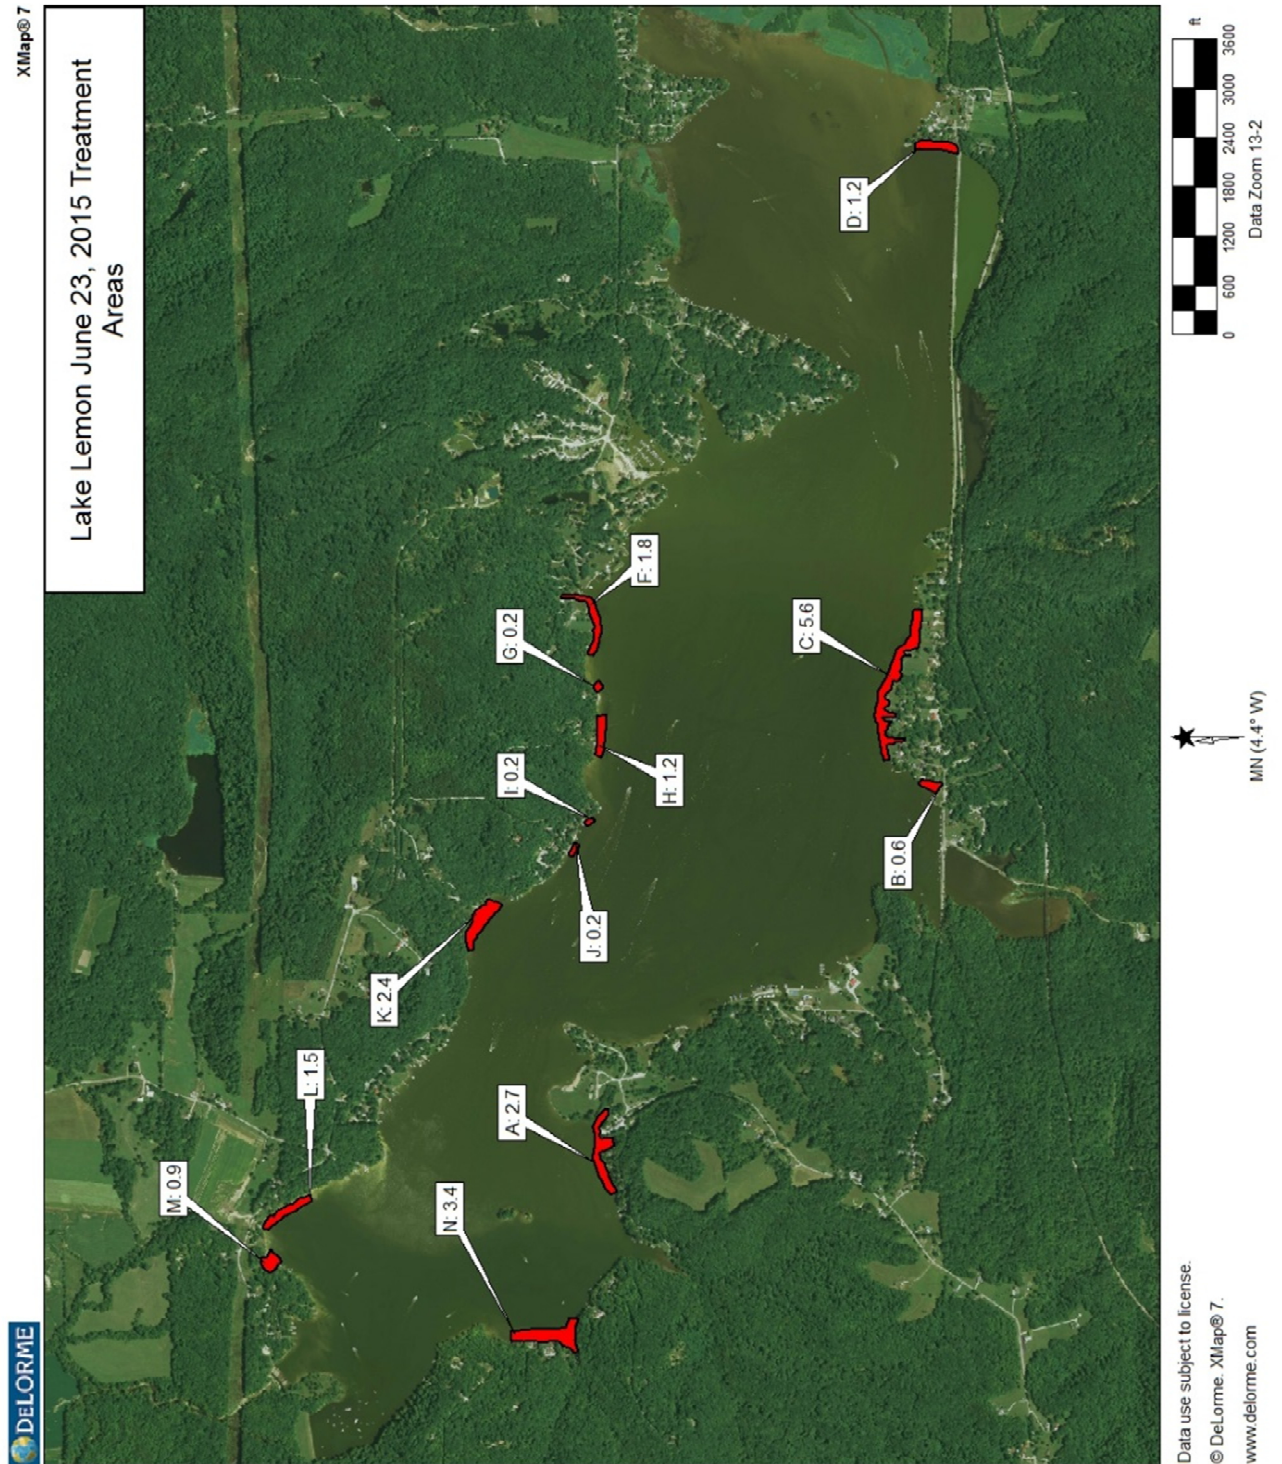 DELORME
XMap® 7
Lake Lemon June 23, 2015 Treatment
Areas
M: 0.9
L: 1.5
K: 2.4
N: 3.4
A: 2.7
J: 0.2
I: 0.2
H: 1.2
G: 0.2
F: 1.8
C: 5.6
B: 0.6
D: 1.2
Data use subject to license.
© DeLorme. XMap® 7.
www.delorme.com
MN (4.4° W)
ft
0 600 1200 1800 2400 3000 3600
Data Zoom 13-2